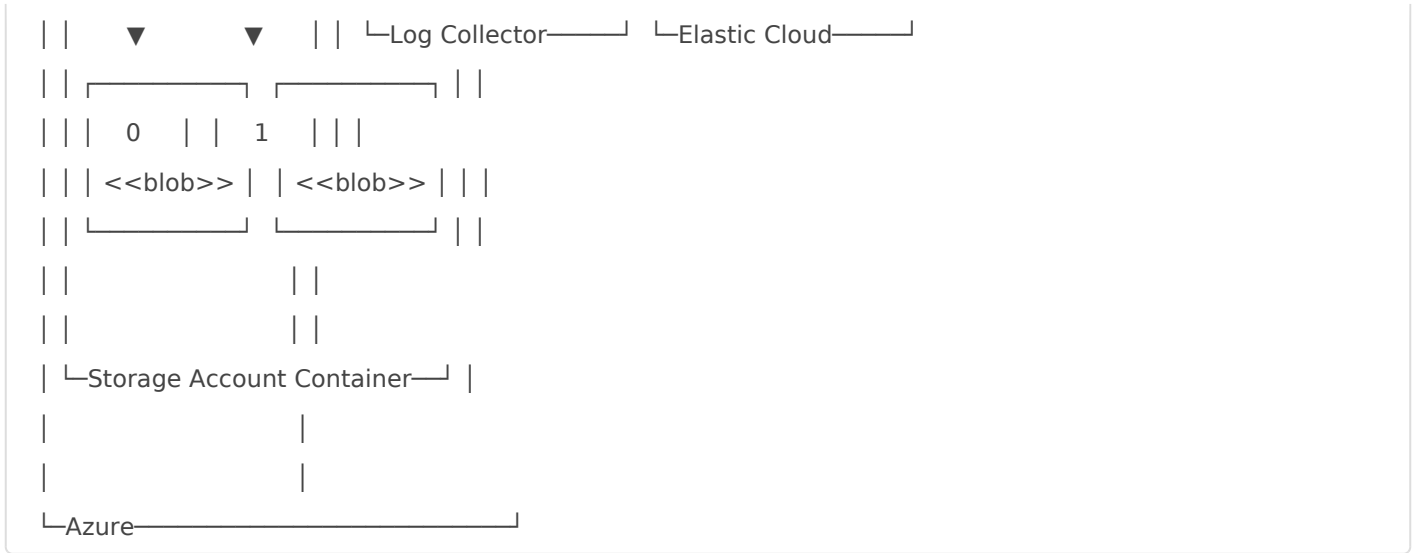 ││ ▼ ▼ ││ └─Log Collector─────┘ └─Elastic Cloud─────┘
││┌──────────┐ ┌──────────┐││
│││ 0 ││ 1 │││
│││ <<blob>> │ │ <<blob>> │││
││└──────────┘ └──────────┘││
││ ││
││ ││
│└─Storage Account Container──┘│
│ │
│ │
└─Azure────────────────────────┘